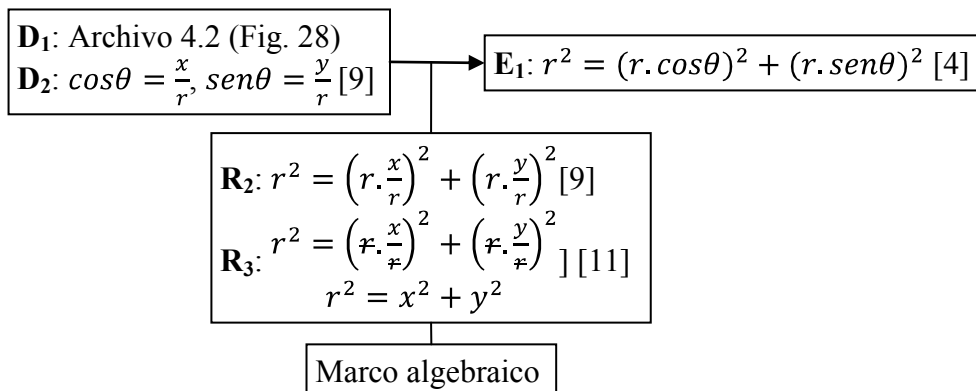 D₁: Archivo 4.2 (Fig. 28)
D₂: cosθ = x/r, senθ = y/r [9]
E₁: r² = (r.cosθ)² + (r.senθ)² [4]
R₂: r² = (r.x/r)² + (r.y/r)² [9]
R₃: r² = (r.x/r)² + (r.y/r)² ] [11]
r² = x² + y²
Marco algebraico